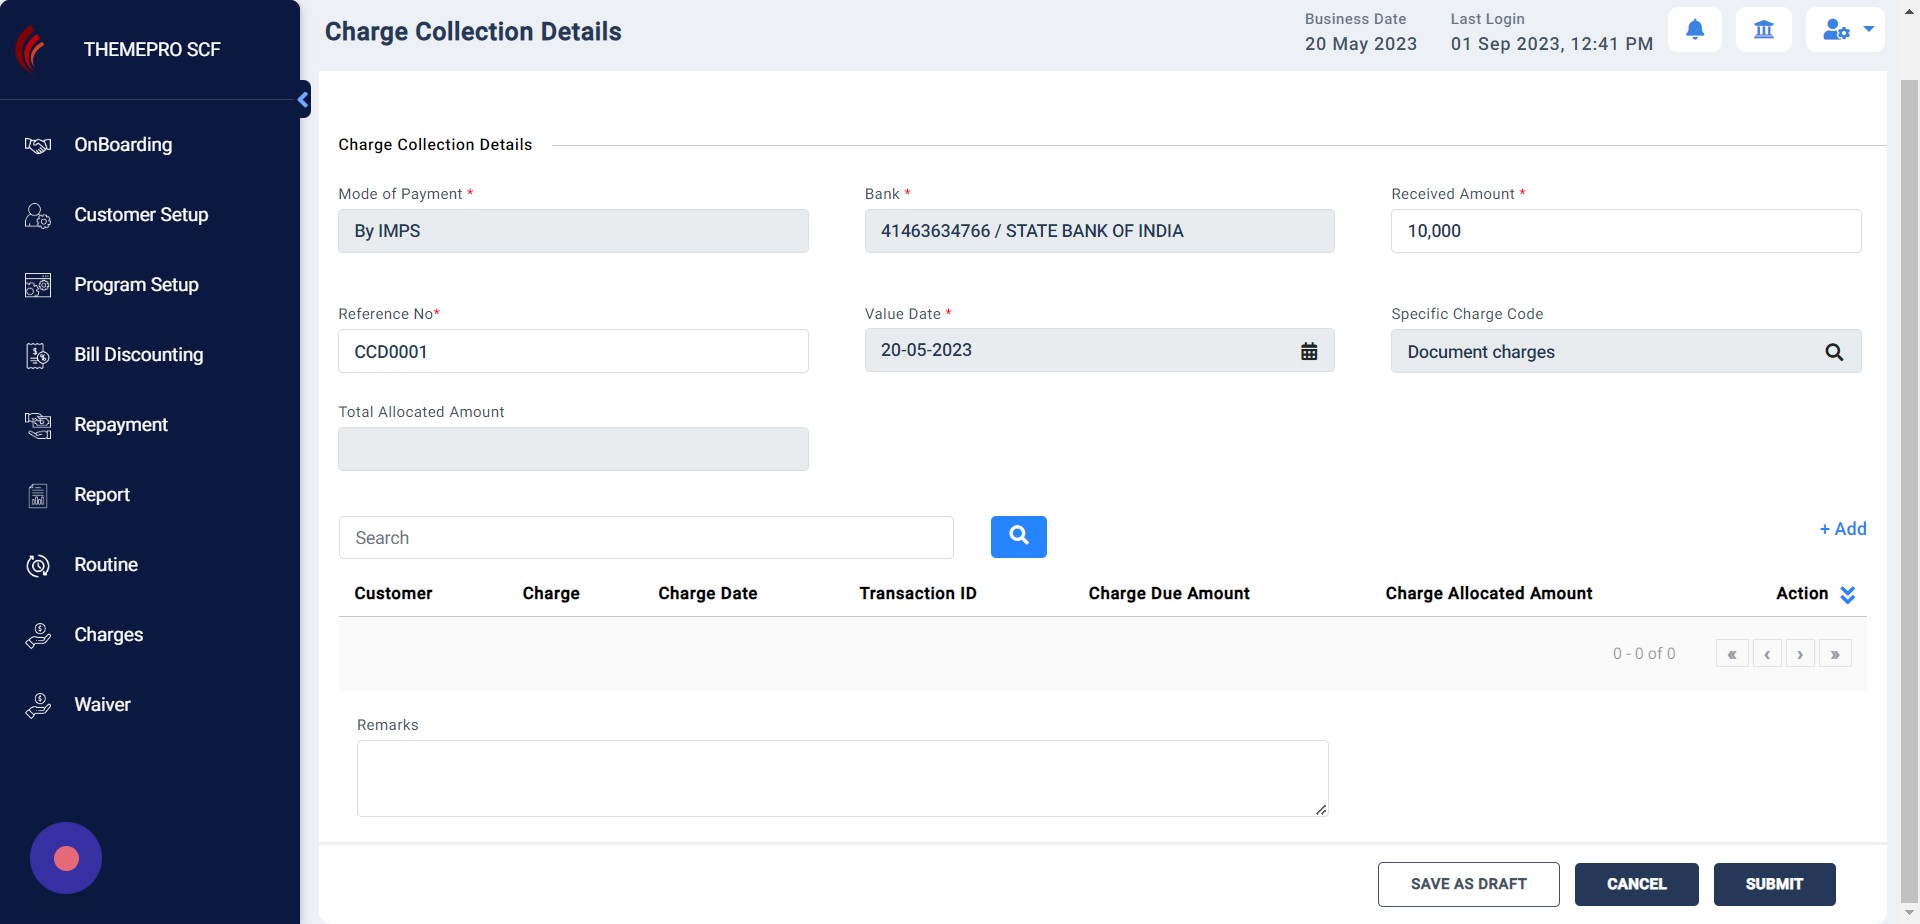 THEMEPRO SCF
OnBoarding
Customer Setup
Program Setup
Bill Discounting
Repayment
Report
Routine
Charges
Waiver
Charge Collection Details
Business Date
20 May 2023
Last Login
01 Sep 2023, 12:41 PM
Charge Collection Details
Mode of Payment *
By IMPS
Bank *
41463634766 / STATE BANK OF INDIA
Received Amount *
10,000
Reference No*
CCD0001
Value Date *
20-05-2023
Specific Charge Code
Document charges
Total Allocated Amount
Search
+ Add
Customer Charge Charge Date Transaction ID Charge Due Amount Charge Allocated Amount Action
0 - 0 of 0 « ‹ › »
Remarks
SAVE AS DRAFT CANCEL SUBMIT